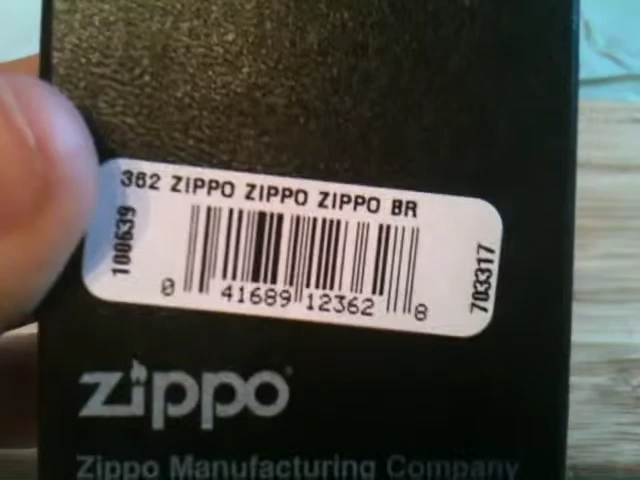 362 ZIPPO ZIPPO ZIPPO BR
100639
703317
0 41689 12362 8
zippo
Zippo Manufacturing Company